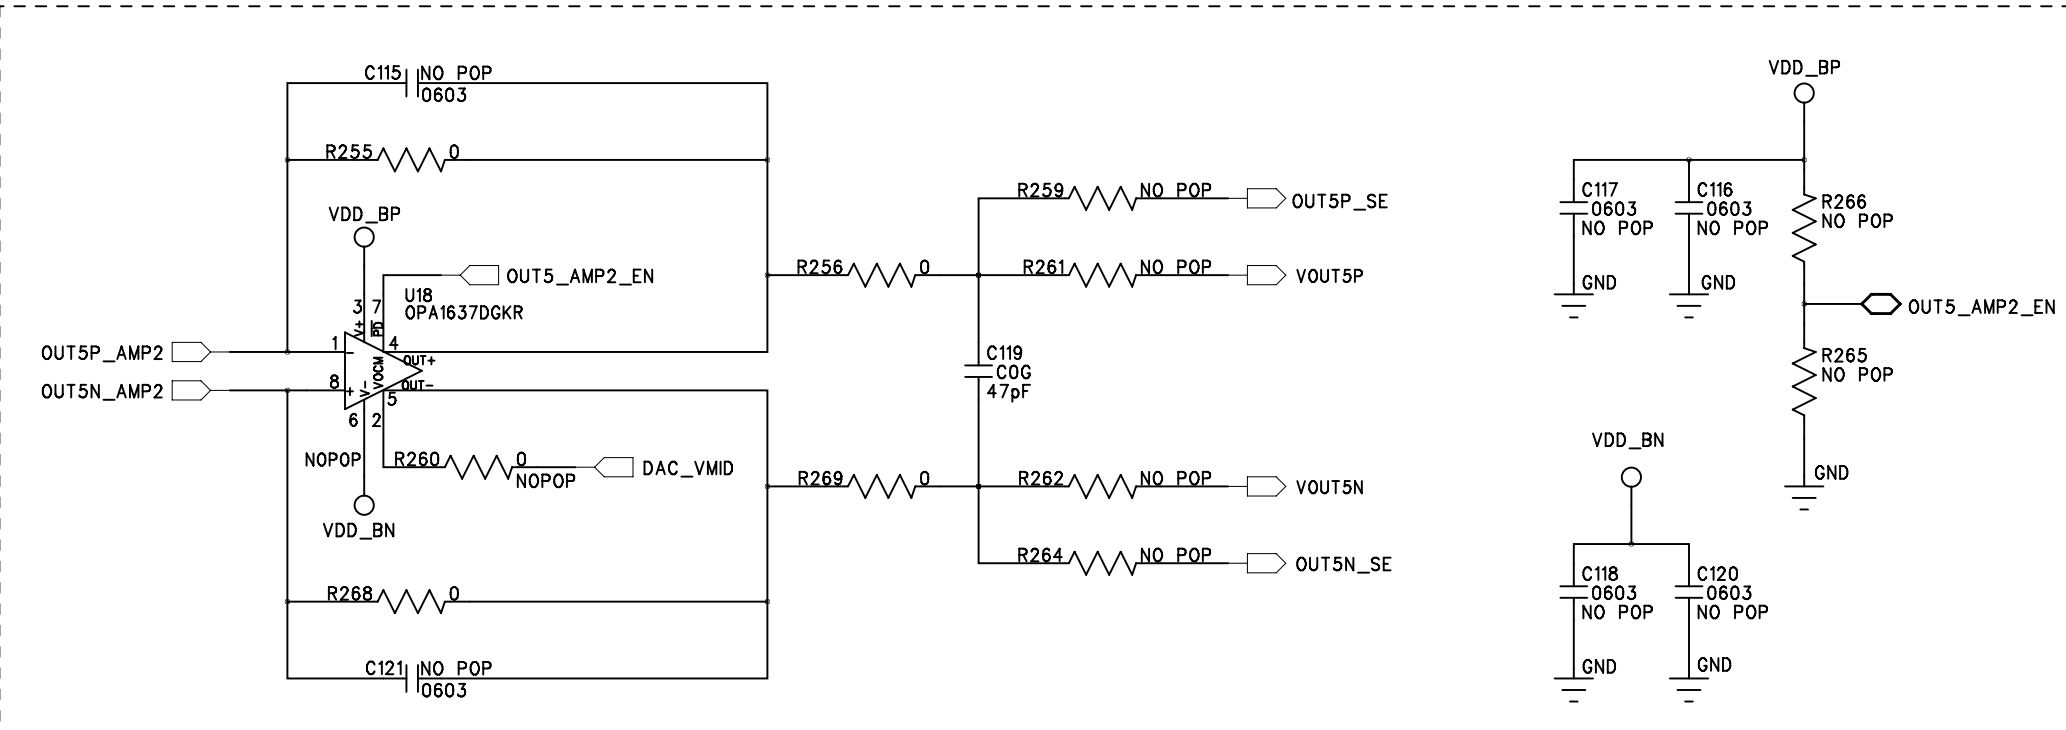 C115 NO POP
0603
R255 0
VDD_BP
OUT5_AMP2_EN
U18
OPA1637DGKR
3 7
V+ PD
OUT5P_AMP2 1 - 4
OUT+
VOCM
V-
OUT5N_AMP2 8 + OUT-
5
6 2
NOPOP
R260 0
NOPOP
DAC_VMID
VDD_BN
R268 0
C121 NO POP
0603
R256 0
R269 0
R259 NO POP OUT5P_SE
R261 NO POP VOUT5P
C119
C0G
47pF
R262 NO POP VOUT5N
R264 NO POP OUT5N_SE
VDD_BP
C117
0603
NO POP
GND
C116
0603
NO POP
GND
R266
NO POP
OUT5_AMP2_EN
R265
NO POP
GND
VDD_BN
C118
0603
NO POP
GND
C120
0603
NO POP
GND